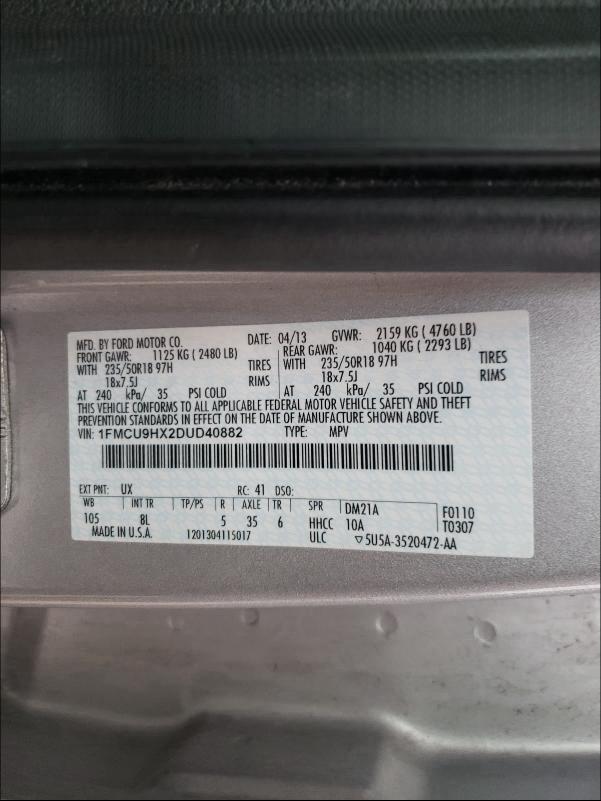 MFD. BY FORD MOTOR CO. DATE: 04/13 GVWR: 2159 KG ( 4760 LB)
FRONT GAWR: 1125 KG ( 2480 LB) REAR GAWR: 1040 KG ( 2293 LB)
WITH 235/50R18 97H TIRES WITH 235/50R18 97H TIRES
18x7.5J RIMS 18x7.5J RIMS
AT 240 kPa/ 35 PSI COLD AT 240 kPa/ 35 PSI COLD
THIS VEHICLE CONFORMS TO ALL APPLICABLE FEDERAL MOTOR VEHICLE SAFETY AND THEFT
PREVENTION STANDARDS IN EFFECT ON THE DATE OF MANUFACTURE SHOWN ABOVE.
VIN: 1FMCU9HX2DUD40882 TYPE: MPV
EXT PNT: UX RC: 41 DSO:
WB INT TR TP/PS R AXLE TR SPR DM21A F0110
105 8L 5 35 6 HHCC 10A T0307
MADE IN U.S.A. 1201304115017 ULC ▽5U5A-3520472-AA